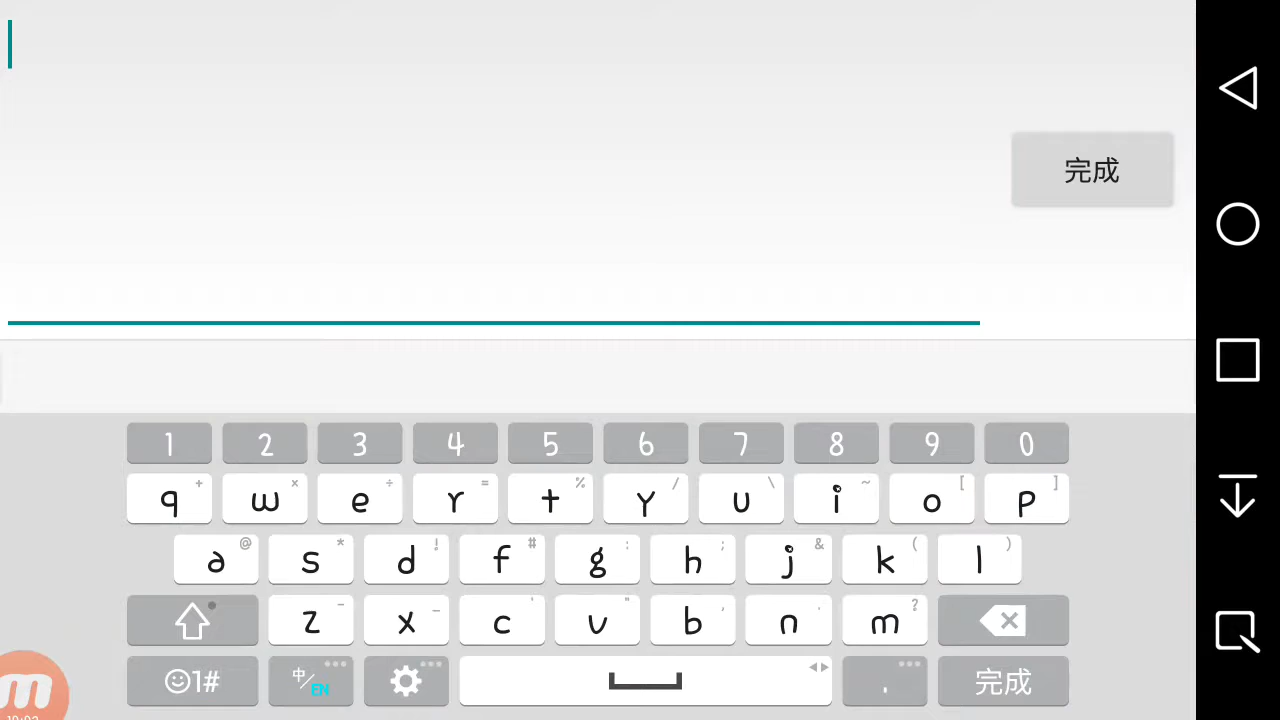 完成
1 2 3 4 5 6 7 8 9 0
q + w × e ÷ r = t % y / u \ i ~ o [ p ]
a @ s * d ! f # g : h ; j & k ( l )
z - x _ c ' v " b , n . m ?
1# 中/EN . 完成
m